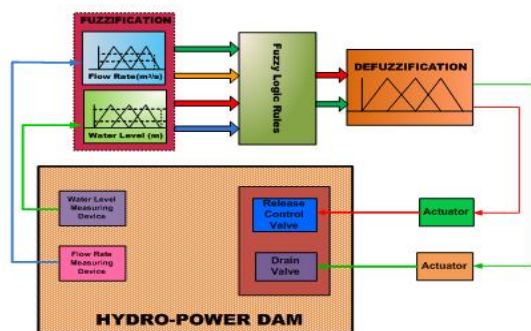 FUZZIFICATION
Flow Rate(m³/s)
Water Level (m)
Fuzzy Logic
Rules
DEFUZZIFICATION
Water Level
Measuring
Device
Flow Rate
Measuring
Device
Release
Control
Valve
Drain
Valve
Actuator
Actuator
HYDRO-POWER DAM